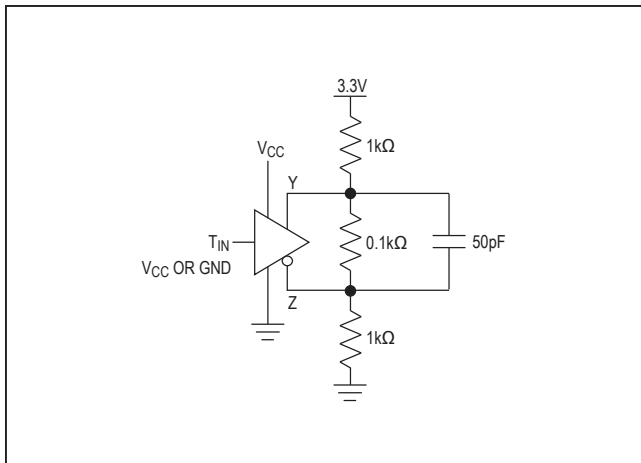 3.3V
1kΩ
VCC
Y
TIN
0.1kΩ
50pF
VCC OR GND
Z
1kΩ